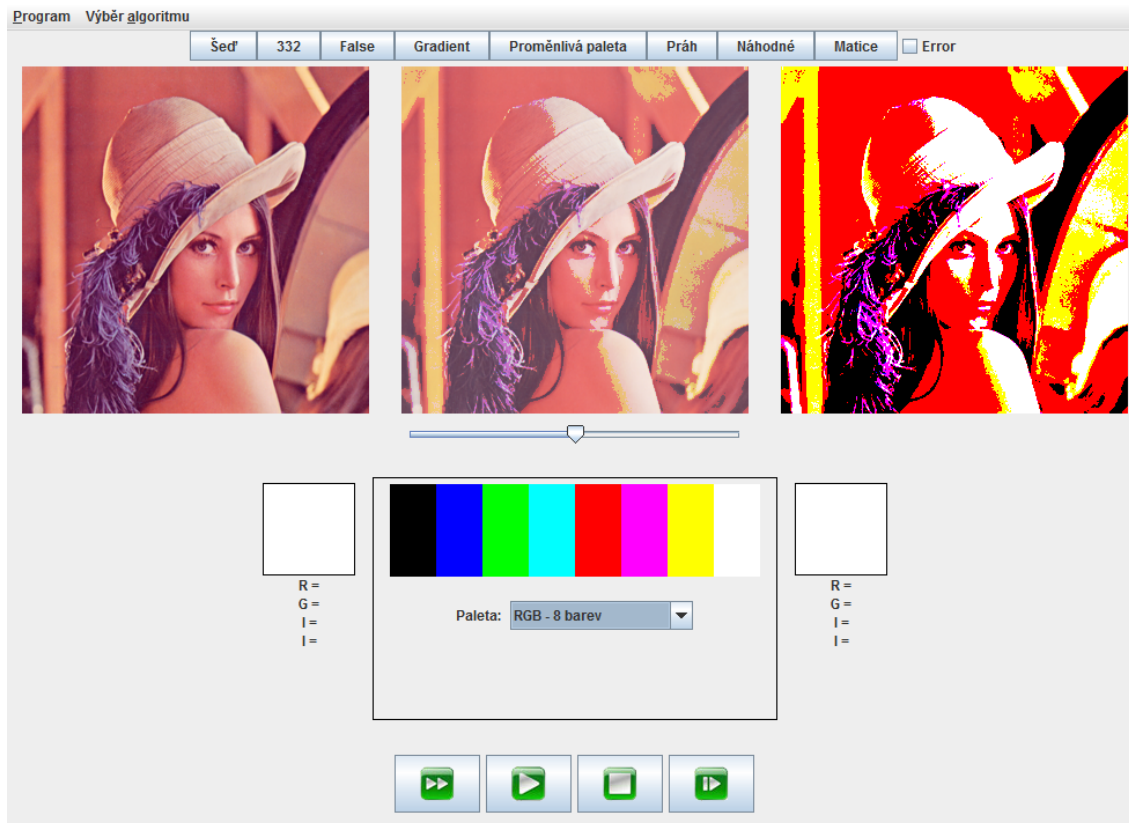 Program Výběr algoritmu
Šeď 332 False Gradient Proměnlivá paleta Práh Náhodné Matice Error
R =
G =
I =
I =
Paleta: RGB - 8 barev
R =
G =
I =
I =